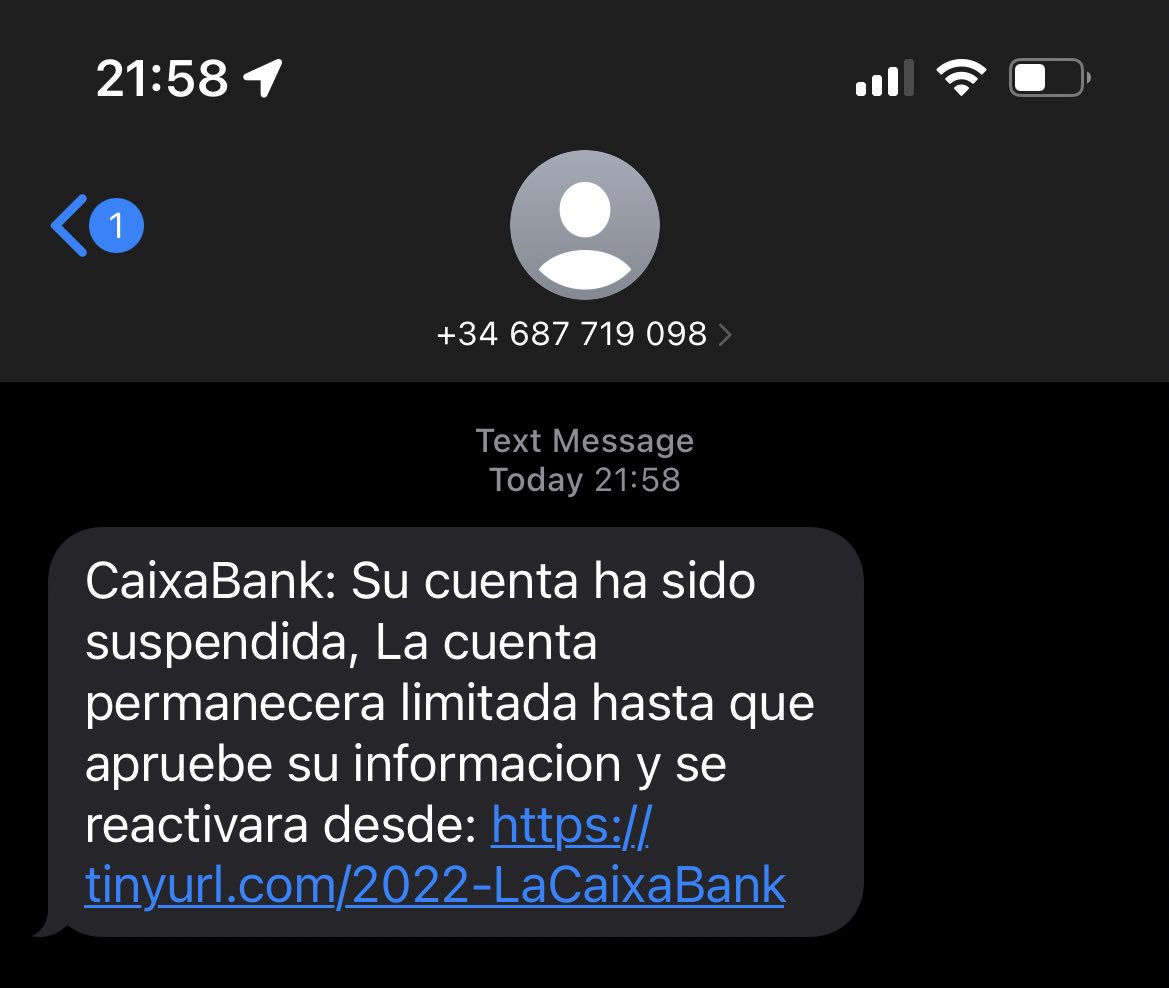 21:58
1
+34 687 719 098
Text Message
Today 21:58
CaixaBank: Su cuenta ha sido
suspendida, La cuenta
permanecera limitada hasta que
apruebe su informacion y se
reactivara desde: https://
tinyurl.com/2022-LaCaixaBank